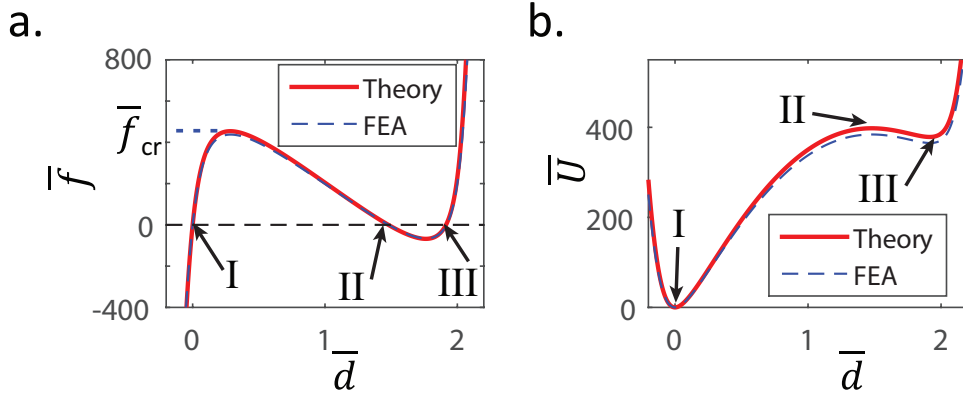 a.
800
400
0
-400
f̅
f̅cr
Theory
FEA
I
II
III
0
1
2
d̅
b.
400
200
0
U̅
II
III
I
Theory
FEA
0
1
2
d̅